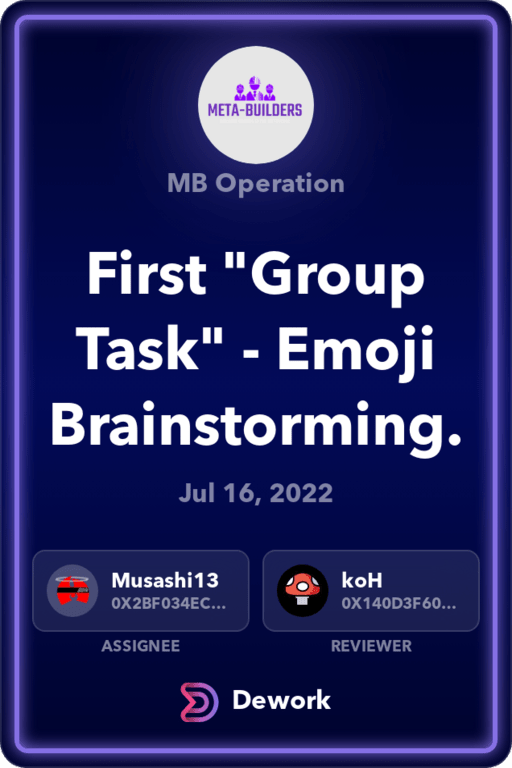 META-BUILDERS
MB Operation
First "Group
Task" - Emoji
Brainstorming.
Jul 16, 2022
Musashi13
0X2BF034EC...
koH
0X140D3F60...
ASSIGNEE
REVIEWER
Dework